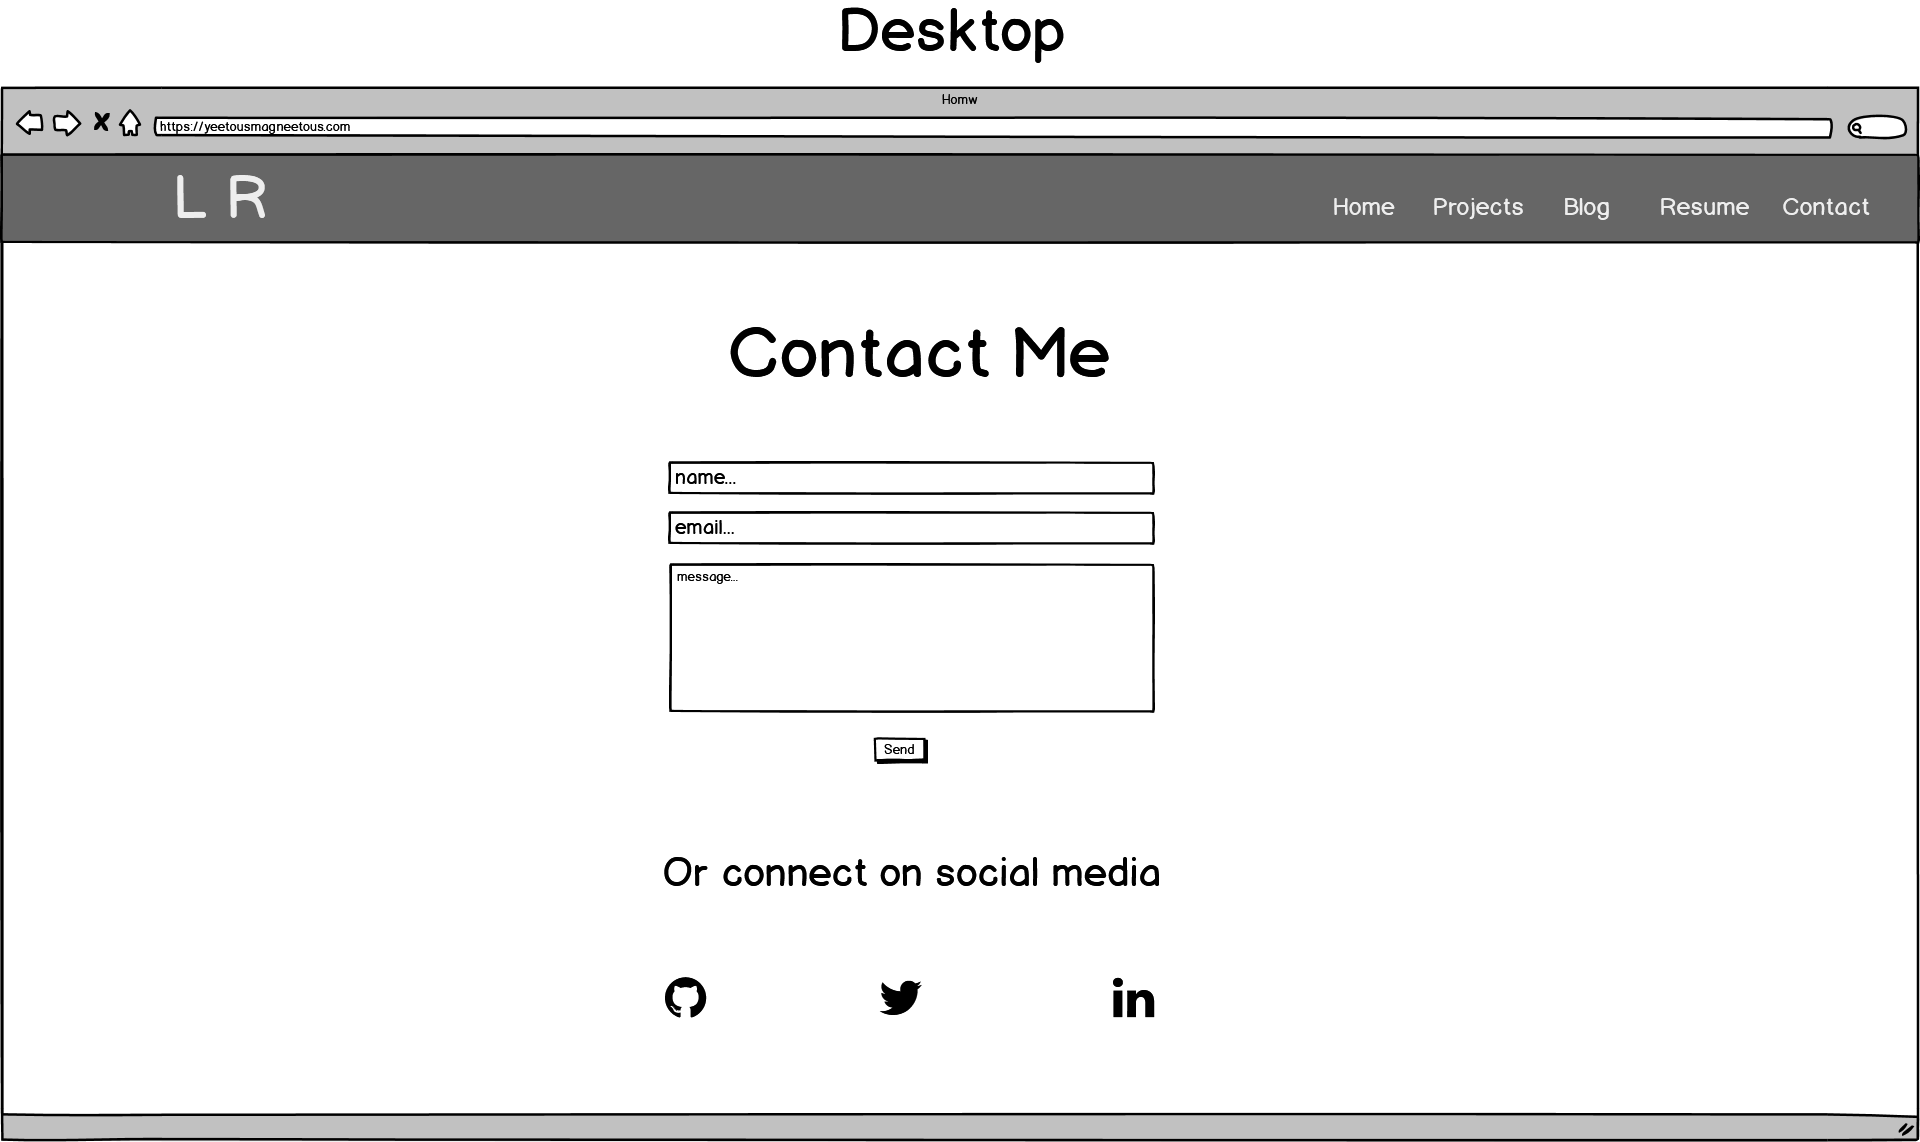 Desktop
Homw
https://yeetousmagneetous.com
L R
Home Projects Blog Resume Contact
Contact Me
name...
email...
message...
Send
Or connect on social media
in